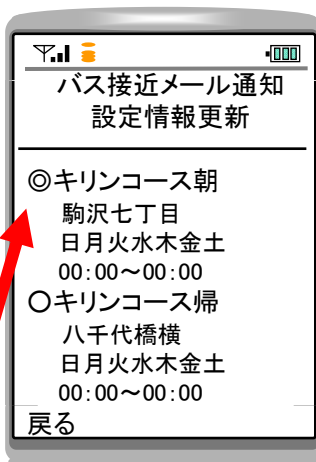 バス接近メール通知
設定情報更新
◎キリンコース朝
駒沢七丁目
日月火水木金土
00:00～00:00
○キリンコース帰
八千代橋横
日月火水木金土
00:00～00:00
戻る